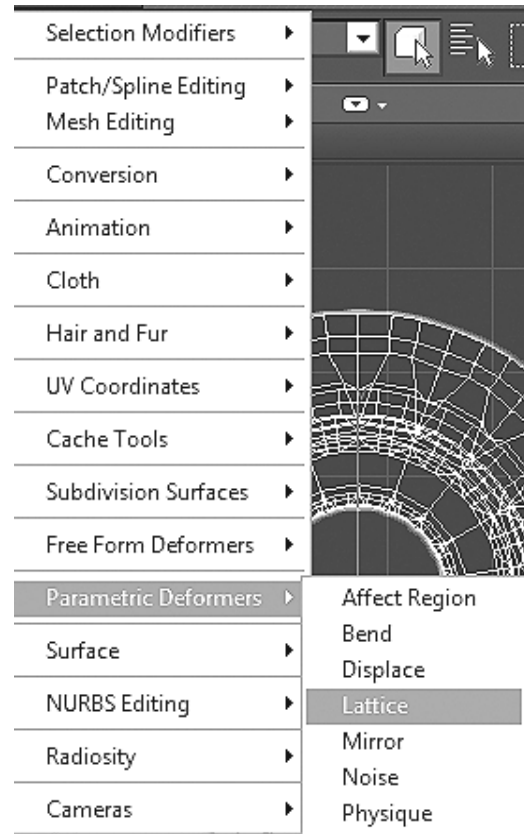 Selection Modifiers
Patch/Spline Editing
Mesh Editing
Conversion
Animation
Cloth
Hair and Fur
UV Coordinates
Cache Tools
Subdivision Surfaces
Free Form Deformers
Parametric Deformers
Surface
NURBS Editing
Radiosity
Cameras
Affect Region
Bend
Displace
Lattice
Mirror
Noise
Physique